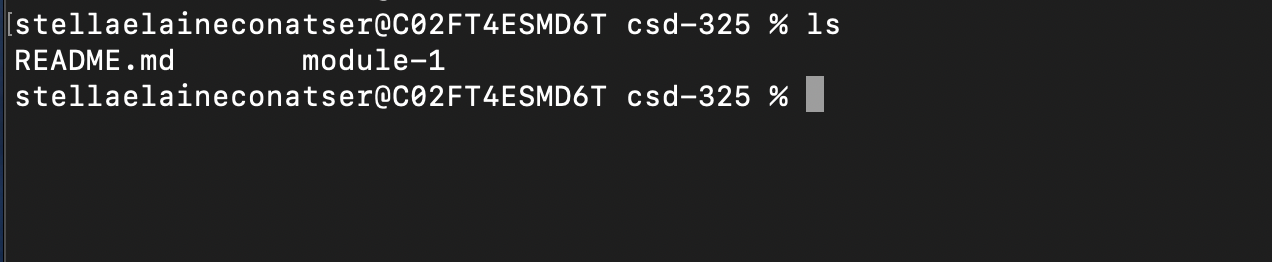 [stellaelaineconatser@C02FT4ESMD6T csd-325 % ls
README.md        module-1
stellaelaineconatser@C02FT4ESMD6T csd-325 %